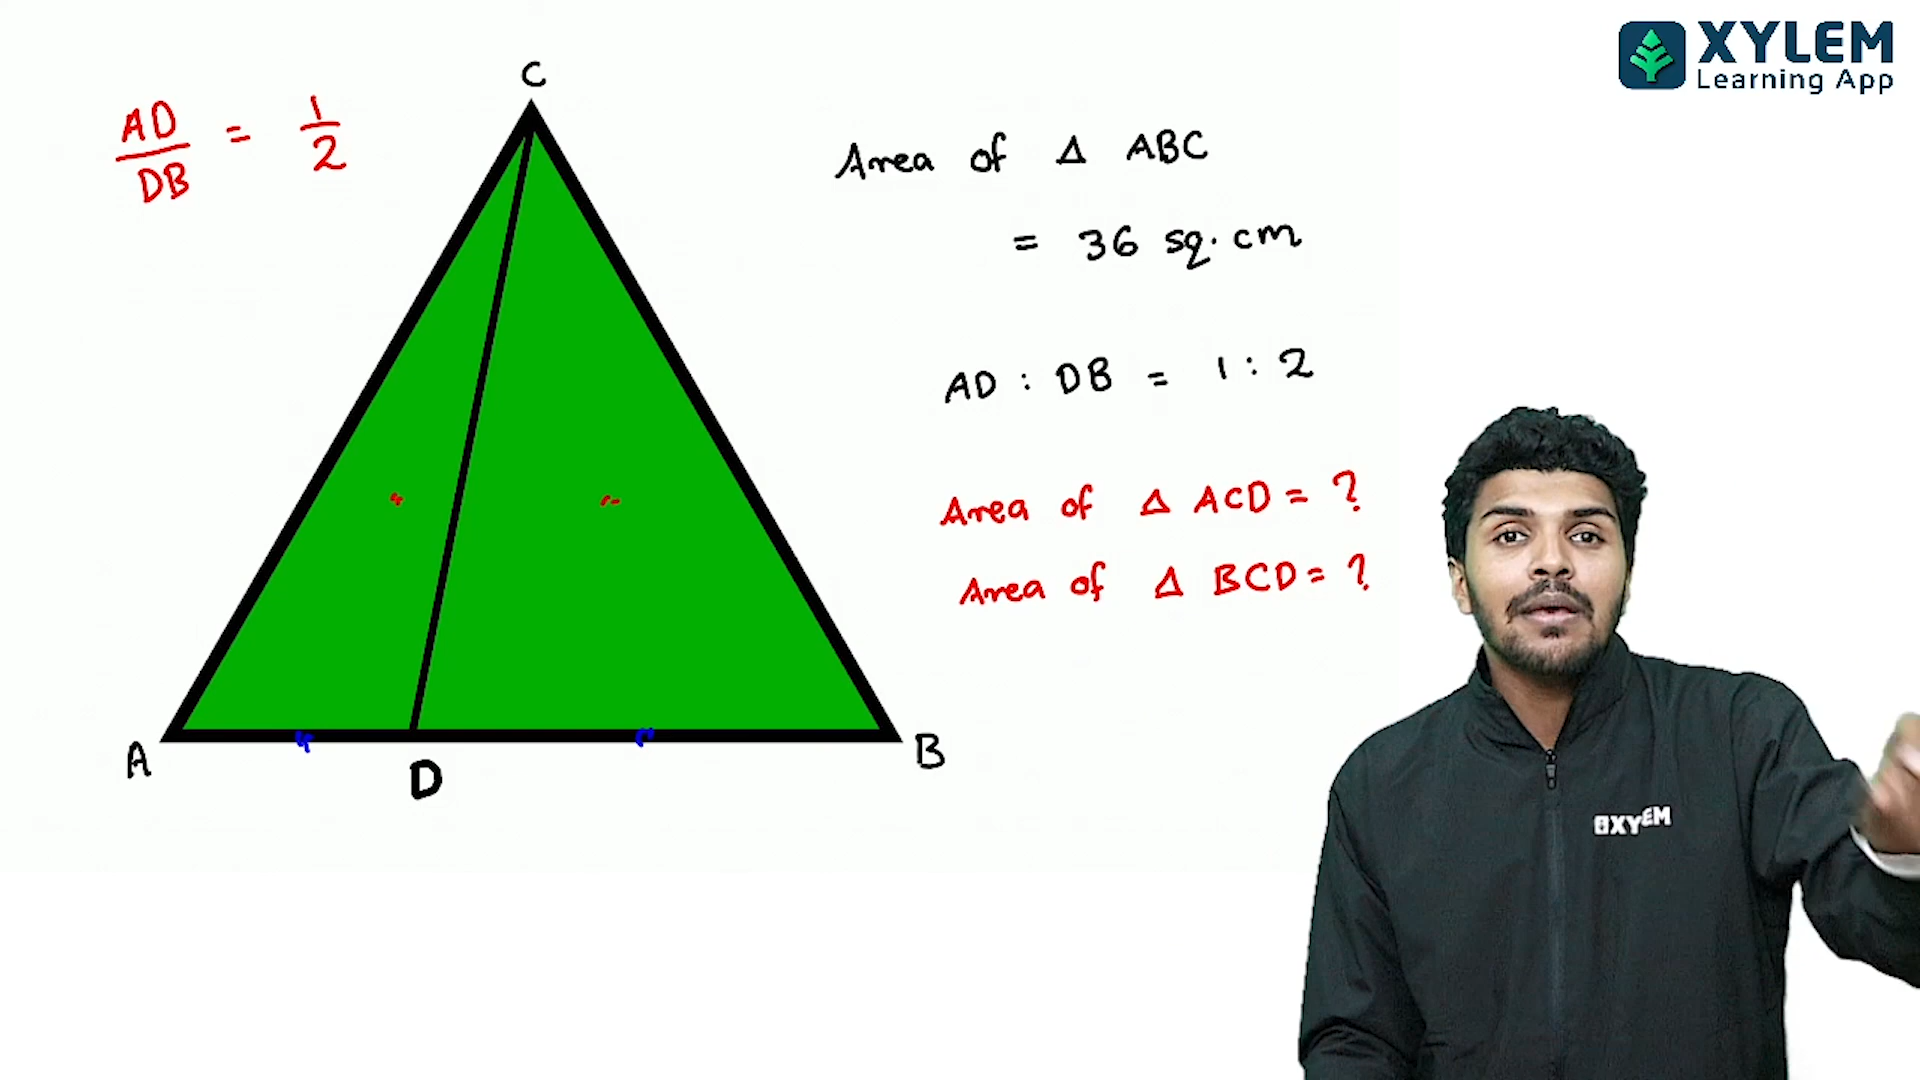 XYLEM
Learning App
C
AD
DB
=
1
2
Area of Δ ABC
= 36 sq. cm
AD : DB = 1 : 2
Area of Δ ACD = ?
Area of Δ BCD = ?
A
D
B
XYLEM